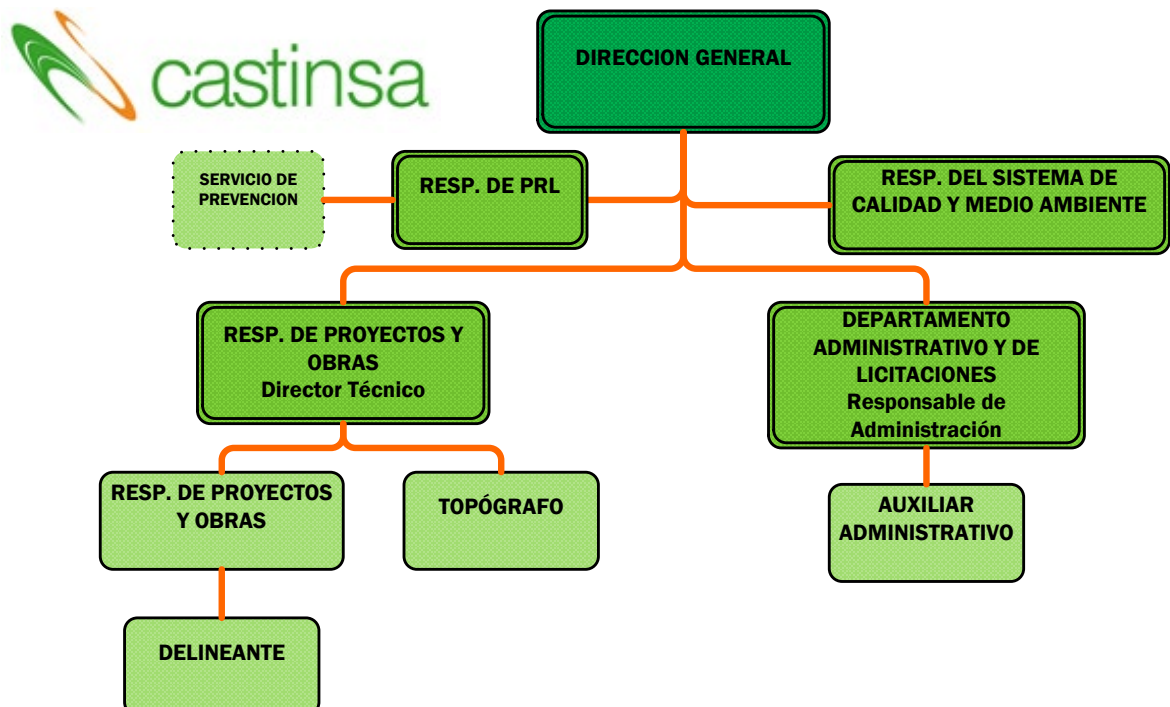 castinsa
DIRECCION GENERAL
SERVICIO DE
PREVENCION
RESP. DE PRL
RESP. DEL SISTEMA DE
CALIDAD Y MEDIO AMBIENTE
RESP. DE PROYECTOS Y
OBRAS
Director Técnico
DEPARTAMENTO
ADMINISTRATIVO Y DE
LICITACIONES
Responsable de
Administración
RESP. DE PROYECTOS
Y OBRAS
TOPÓGRAFO
AUXILIAR
ADMINISTRATIVO
DELINEANTE